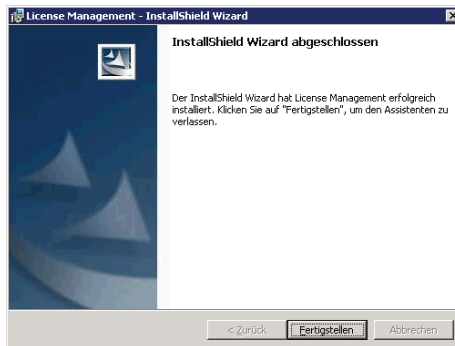 License Management - InstallShield Wizard
InstallShield Wizard abgeschlossen
Der InstallShield Wizard hat License Management erfolgreich
installiert. Klicken Sie auf "Fertigstellen", um den Assistenten zu
verlassen.
< Zurück
Fertigstellen
Abbrechen